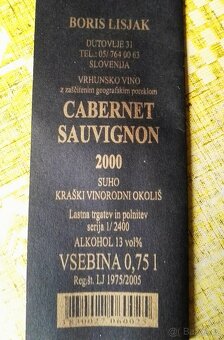 BORIS LISJAK
DUTOVLJE 31
TEL.: 05/ 764 00 63
SLOVENIJA
VRHUNSKO VINO
z zaščitenim geografskim poreklom
CABERNET
SAUVIGNON
2000
SUHO
KRAŠKI VINORODNI OKOLIŠ
Lastna trgatev in polnitev
serija 1/ 2400
ALKOHOL 13 vol%
VSEBINA 0,75 l
Reg.št. LJ 1975/2005
3830027060025